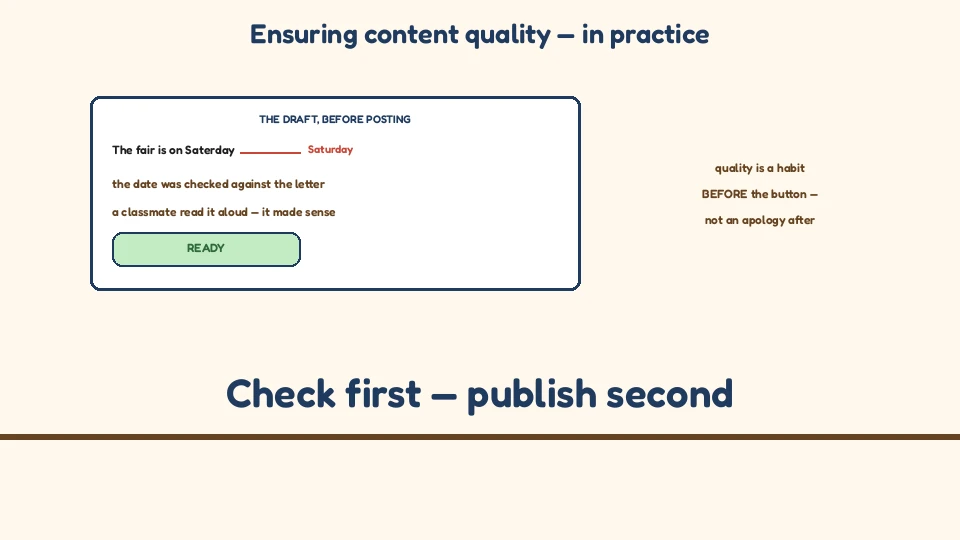 Ensuring content quality — in practice
THE DRAFT, BEFORE POSTING
The fair is on Saterday Saturday
the date was checked against the letter
a classmate read it aloud — it made sense
READY
quality is a habit
BEFORE the button —
not an apology after
Check first — publish second